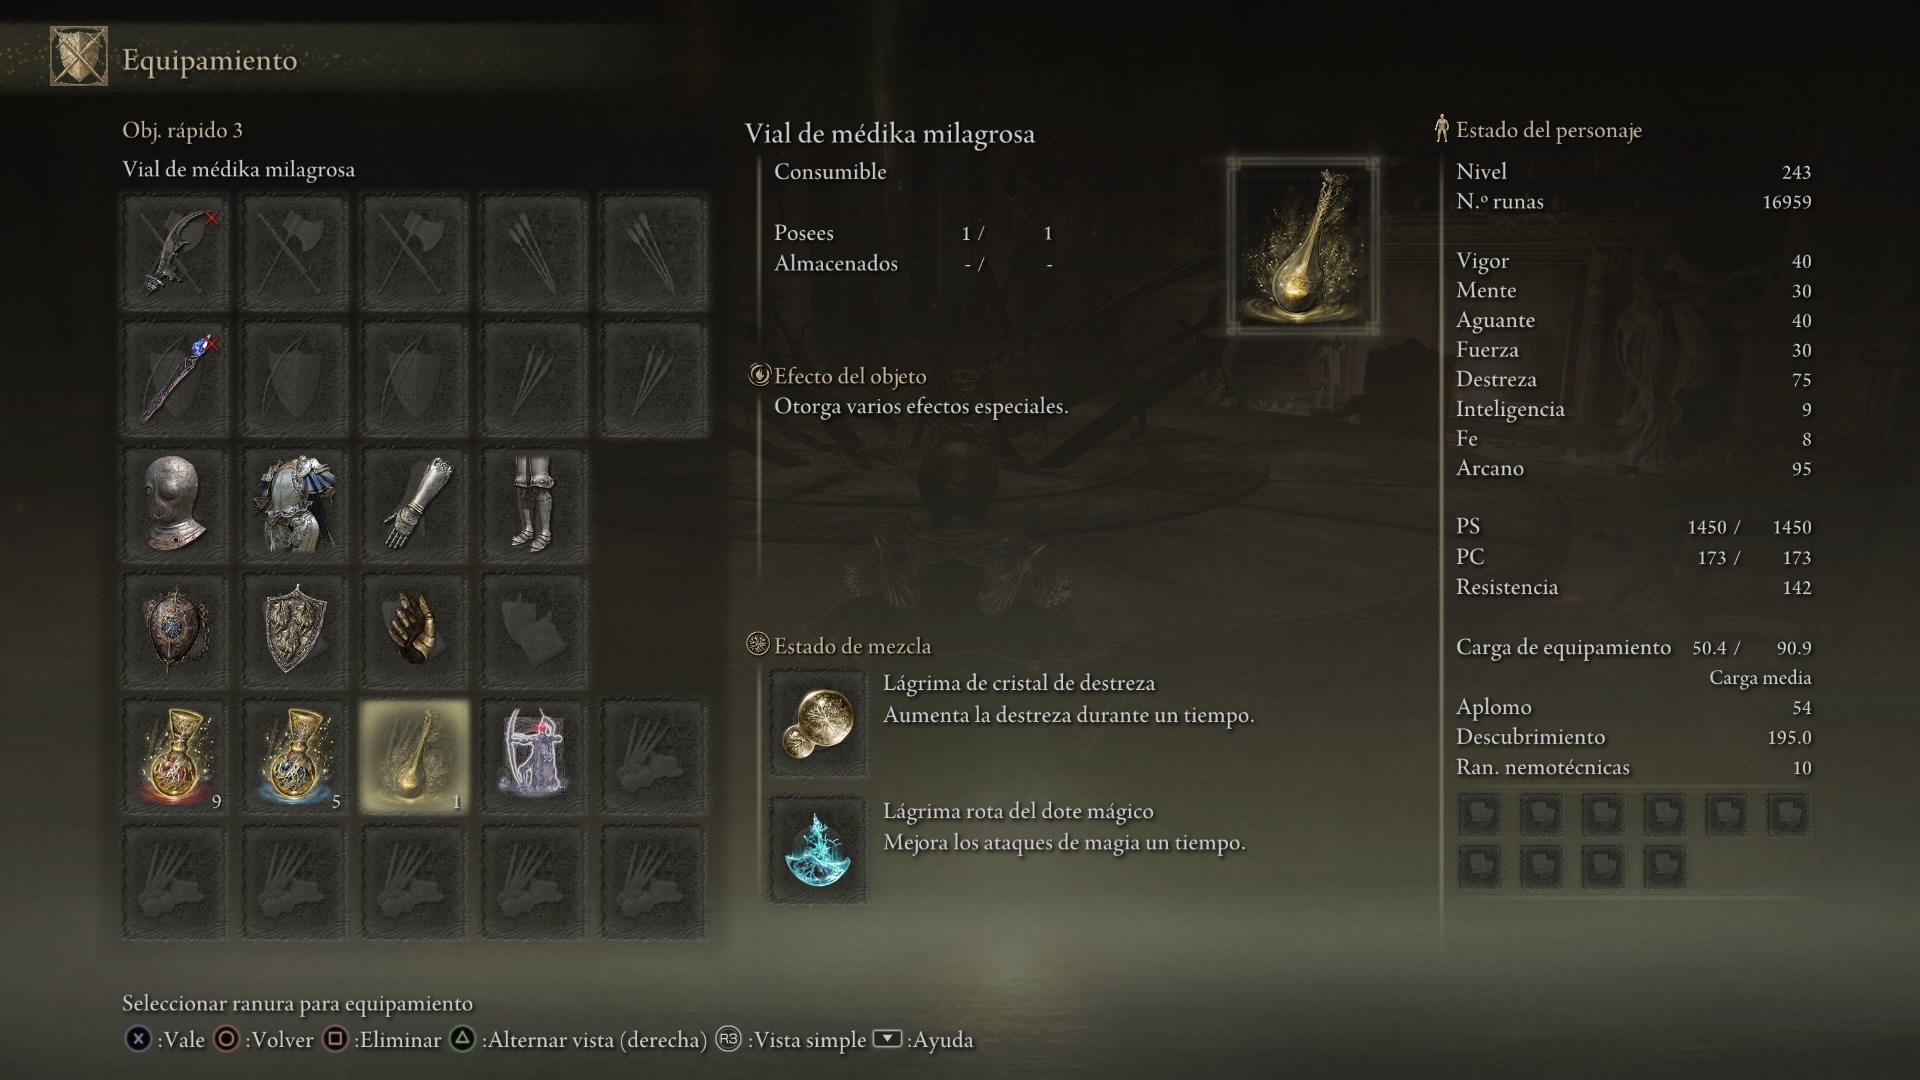 Equipamiento
Obj. rápido 3
Vial de médika milagrosa
9
5
1
Seleccionar ranura para equipamiento
X :Vale :Volver :Eliminar :Alternar vista (derecha) R3 :Vista simple :Ayuda
Vial de médika milagrosa
Consumible
Posees 1 / 1
Almacenados - / -
Efecto del objeto
Otorga varios efectos especiales.
Estado de mezcla
Lágrima de cristal de destreza
Aumenta la destreza durante un tiempo.
Lágrima rota del dote mágico
Mejora los ataques de magia un tiempo.
Estado del personaje
Nivel 243
N.º runas 16959
Vigor 40
Mente 30
Aguante 40
Fuerza 30
Destreza 75
Inteligencia 9
Fe 8
Arcano 95
PS 1450 / 1450
PC 173 / 173
Resistencia 142
Carga de equipamiento 50.4 / 90.9
Carga media
Aplomo 54
Descubrimiento 195.0
Ran. nemotécnicas 10